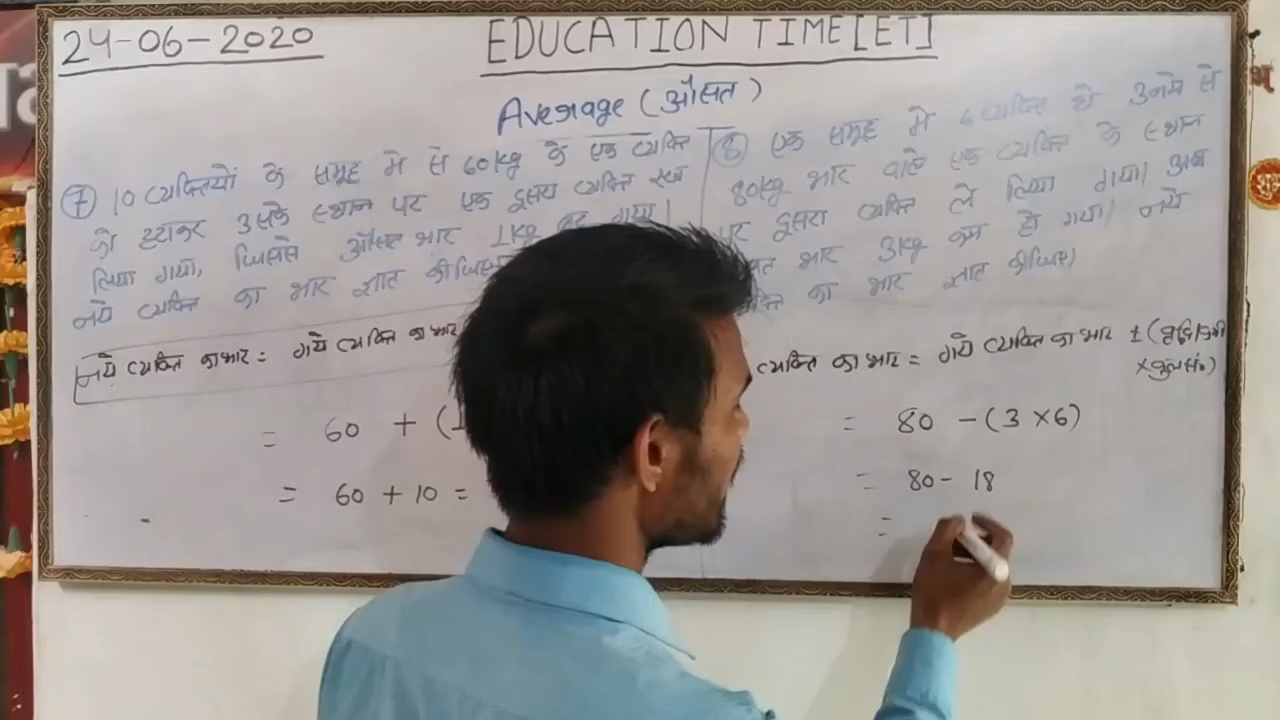 24-06-2020
EDUCATION TIME[ET]
Average (औसत)
⑦ 10 व्यक्तियों के समूह मे से 60kg के एक व्यक्ति
को हटाकर उसके स्थान पर एक दूसरा व्यक्ति रख
लिया गया, जिससे औसत भार 1kg बढ़ गया।
नये व्यक्ति का भार ज्ञात कीजिए
नये व्यक्ति का भार = गये व्यक्ति का भार
= 60 + (1
= 60 + 10 =
⑧ एक समूह मे 6 व्यक्ति थे उनमे से
80kg भार वाले एक व्यक्ति के स्थान
पर दूसरा व्यक्ति ले लिया गया। अब
भार 3kg कम हो गया। नये
का भार ज्ञात कीजिए।
व्यक्ति का भार = गये व्यक्ति का भार ± (वृद्धि/कमी
× कुल सं०)
= 80 - (3 × 6)
= 80 - 18
=